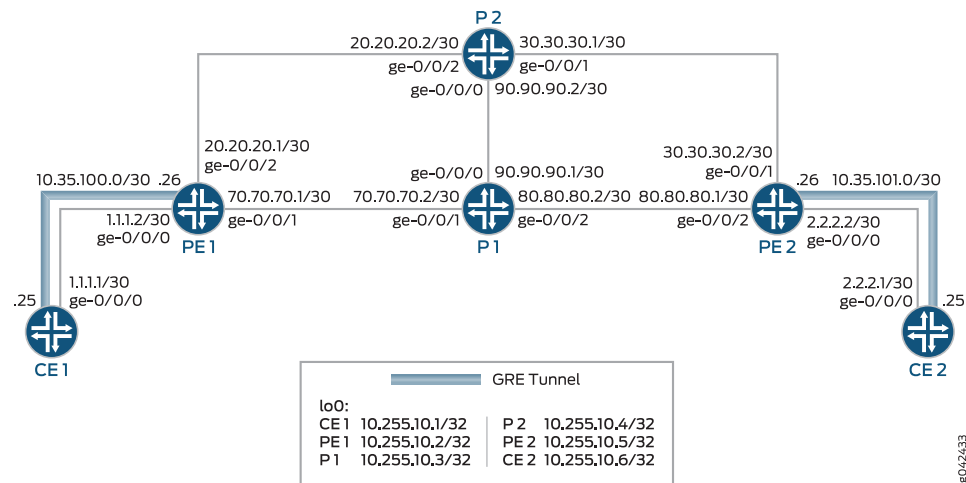 P 2
20.20.20.2/30
30.30.30.1/30
ge-0/0/2
ge-0/0/1
ge-0/0/0
90.90.90.2/30
20.20.20.1/30
ge-0/0/2
30.30.30.2/30
ge-0/0/1
10.35.100.0/30 .26
ge-0/0/0
90.90.90.1/30
.26 10.35.101.0/30
70.70.70.1/30
70.70.70.2/30
80.80.80.2/30
80.80.80.1/30
1.1.1.2/30
ge-0/0/0
ge-0/0/1
ge-0/0/1
ge-0/0/2
ge-0/0/2
2.2.2.2/30
ge-0/0/0
PE 1
P 1
PE 2
1.1.1.1/30
ge-0/0/0
.25
2.2.2.1/30
ge-0/0/0
.25
CE 1
CE 2
GRE Tunnel
lo0:
CE 1 10.255.10.1/32 P 2 10.255.10.4/32
PE 1 10.255.10.2/32 PE 2 10.255.10.5/32
P 1 10.255.10.3/32 CE 2 10.255.10.6/32
g042433